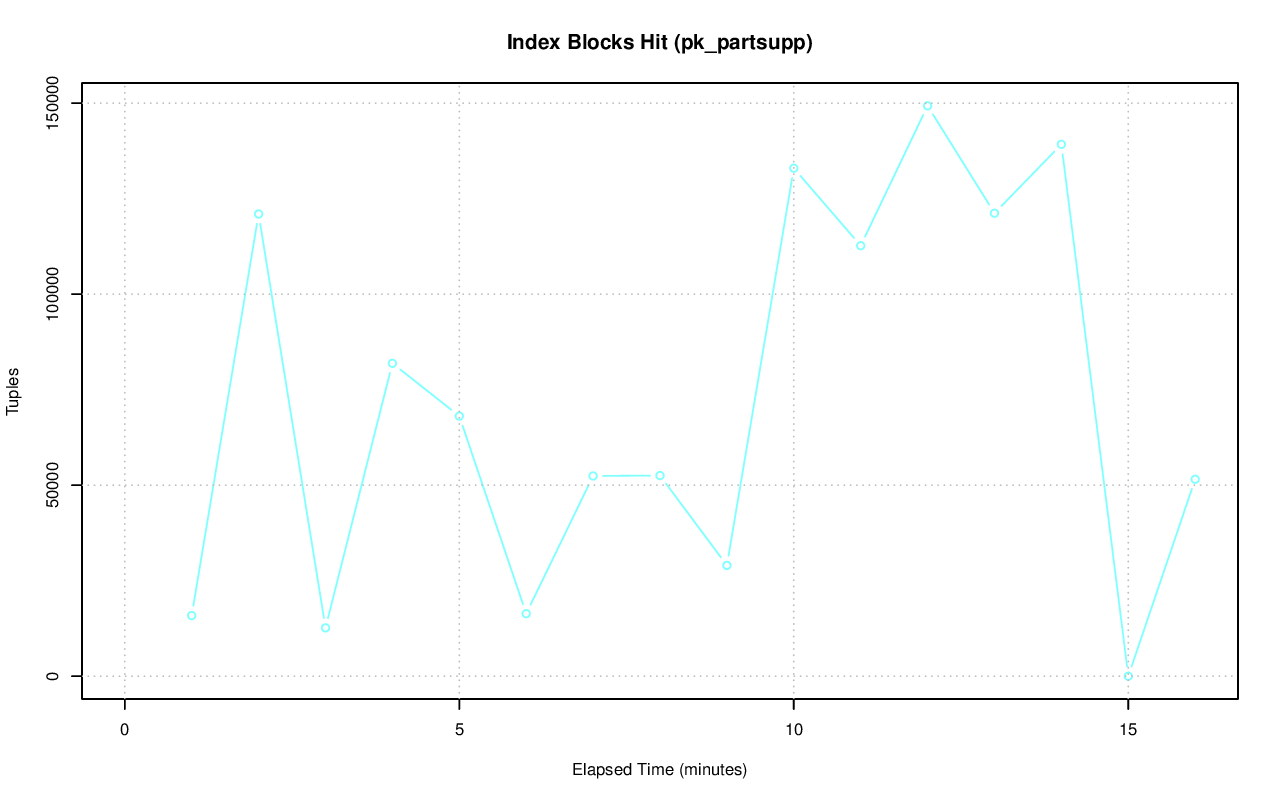 Index Blocks Hit (pk_partsupp)
150000
100000
50000
0
Tuples
0 5 10 15
Elapsed Time (minutes)